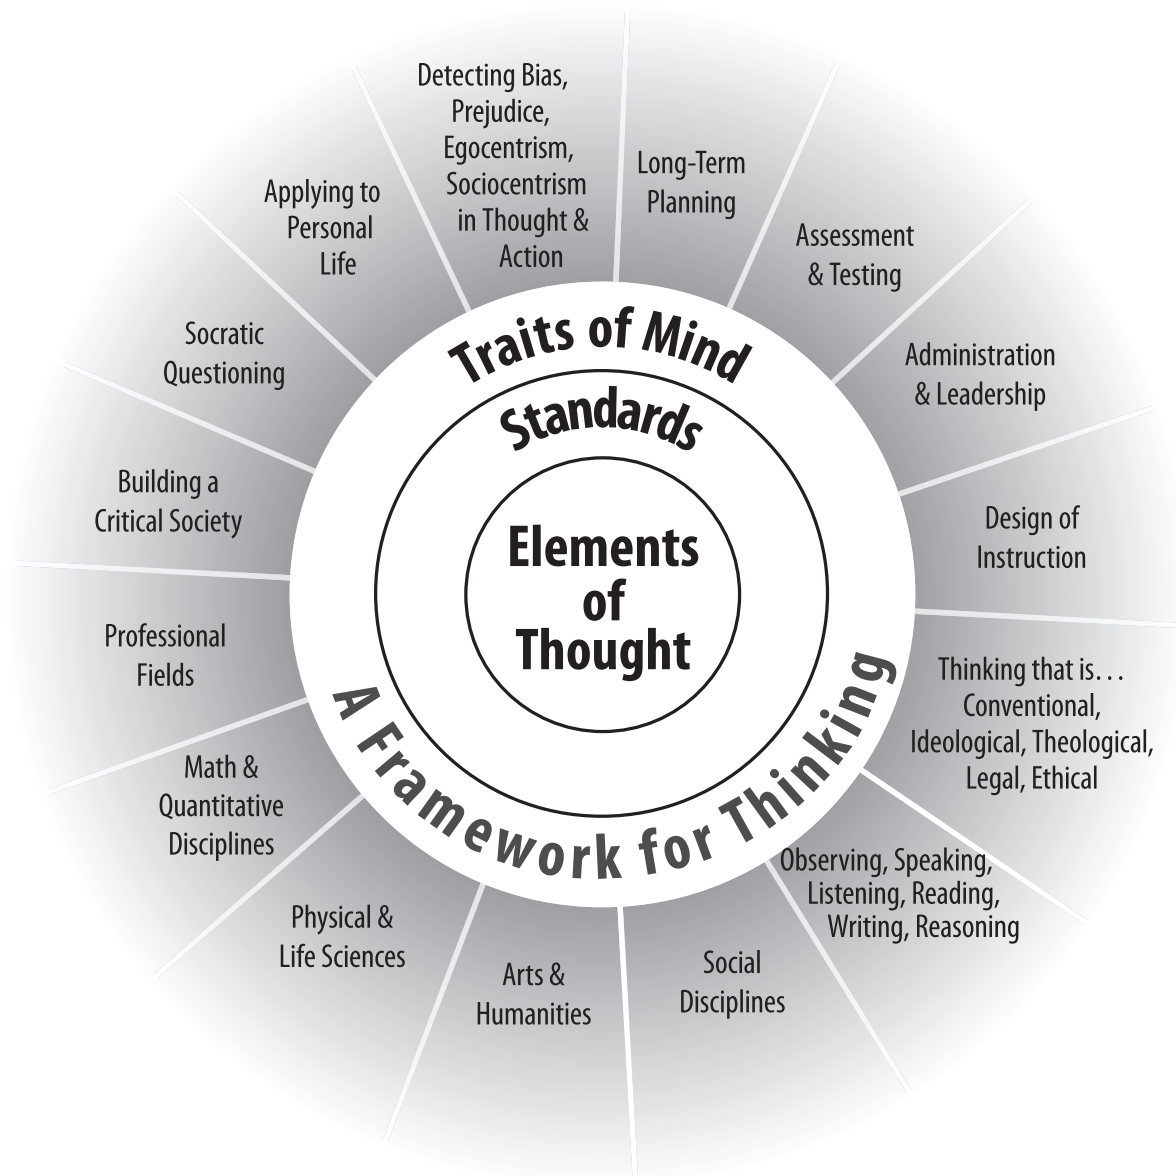 Detecting Bias,
Prejudice,
Egocentrism,
Sociocentrism
in Thought &
Action
Long-Term
Planning
Assessment
& Testing
Administration
& Leadership
Design of
Instruction
Thinking that is…
Conventional,
Ideological, Theological,
Legal, Ethical
Observing, Speaking,
Listening, Reading,
Writing, Reasoning
Social
Disciplines
Arts &
Humanities
Physical &
Life Sciences
Math &
Quantitative
Disciplines
Professional
Fields
Building a
Critical Society
Socratic
Questioning
Applying to
Personal
Life
Traits of Mind
Standards
Elements
of
Thought
A Framework for Thinking